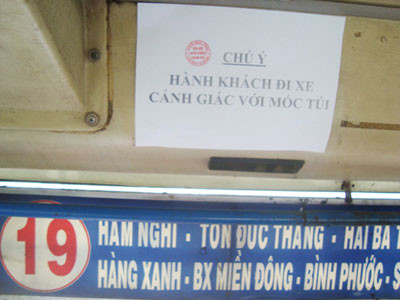 CHÚ Ý
HÀNH KHÁCH ĐI XE
CẢNH GIÁC VỚI MÓC TÚI
19
HÀM NGHI - TÔN ĐỨC THẮNG - HAI BÀ T
HÀNG XANH - BX MIỀN ĐÔNG - BÌNH PHƯỚC - S